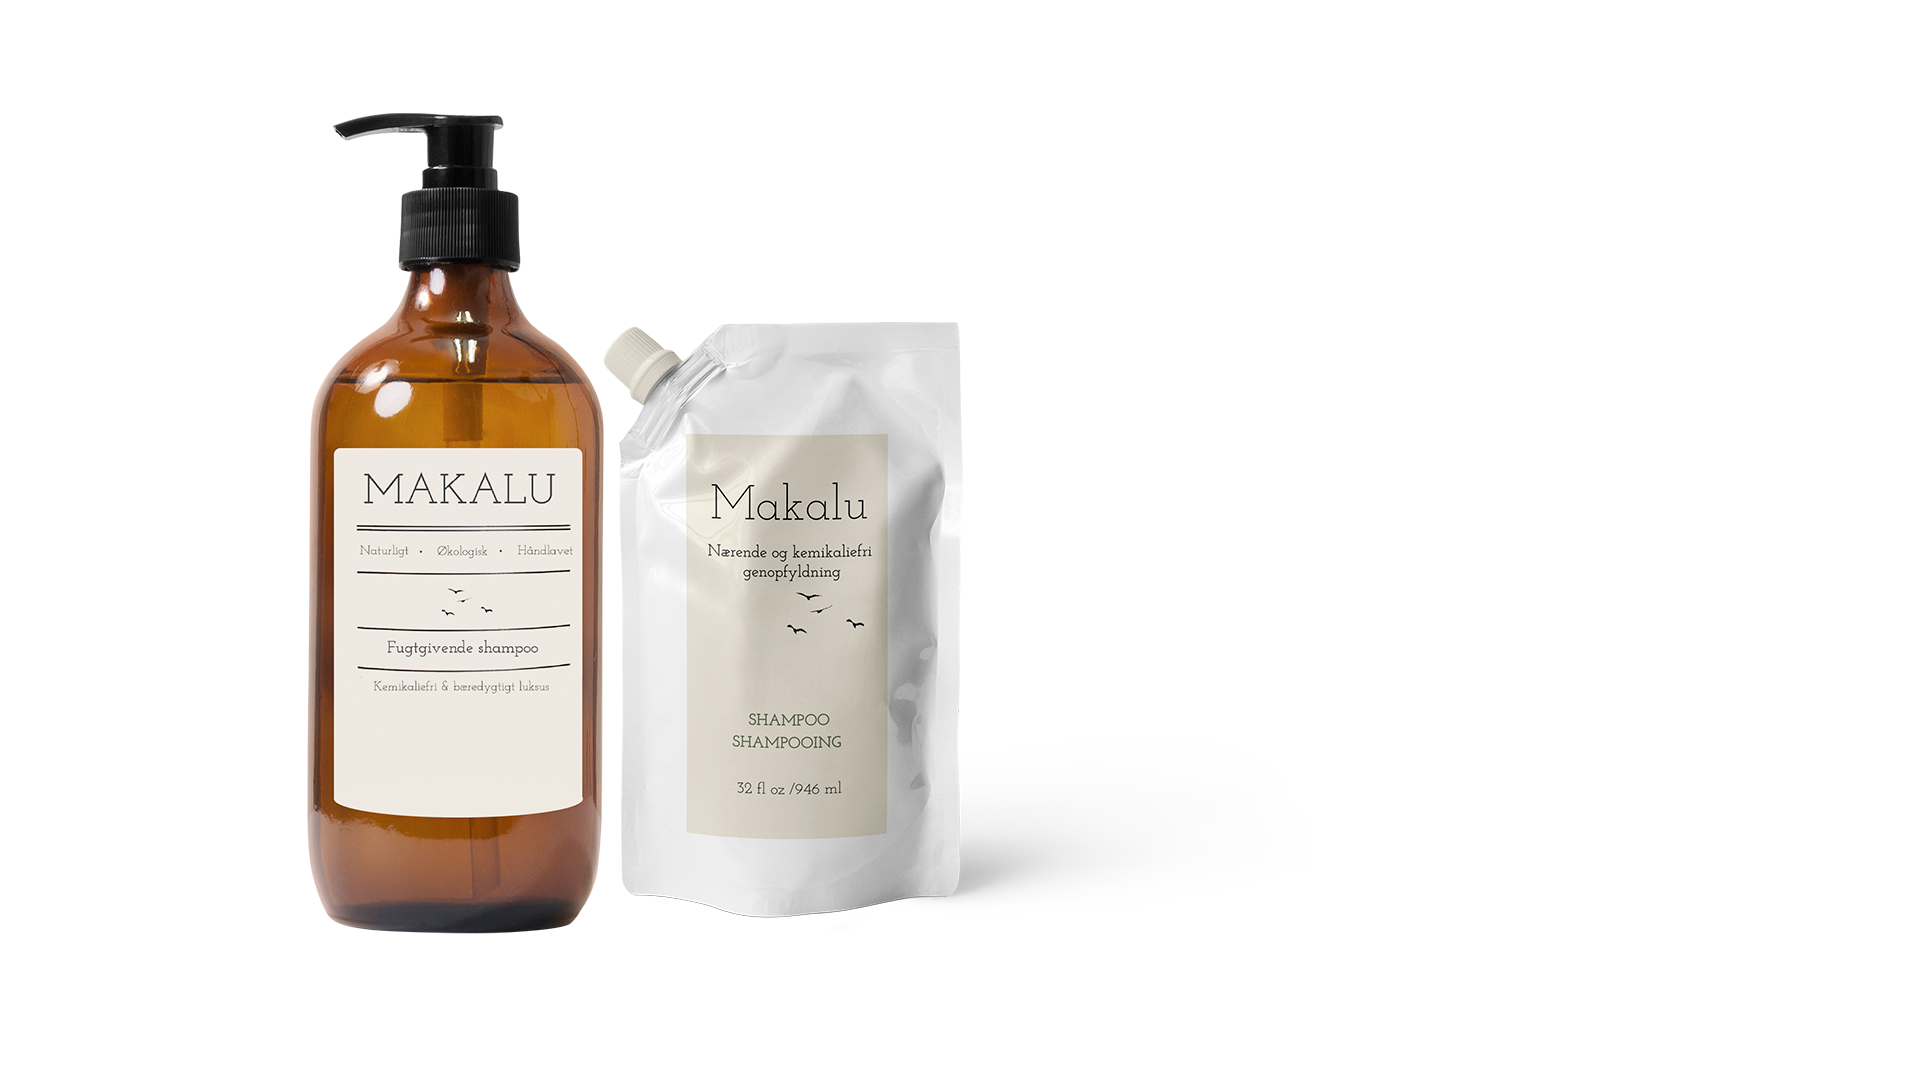 MAKALU
Naturligt • Økologisk • Håndlavet
Fugtgivende shampoo
Kemikaliefri & bæredygtigt luksus
Makalu
Nærende og kemikaliefri
genopfyldning
SHAMPOO
SHAMPOOING
32 fl oz /946 ml